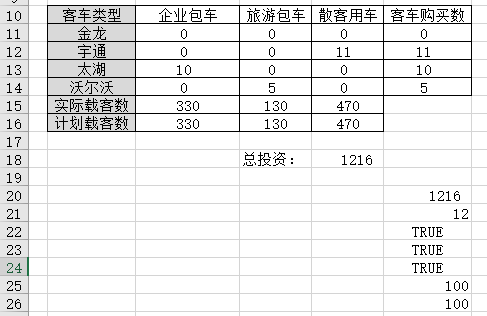 10 客车类型 企业包车 旅游包车 散客用车 客车购买数
11 金龙 0 0 0 0
12 宇通 0 0 11 11
13 太湖 10 0 0 10
14 沃尔沃 0 5 0 5
15 实际载客数 330 130 470
16 计划载客数 330 130 470
17
18 总投资： 1216
19
20 1216
21 12
22 TRUE
23 TRUE
24 TRUE
25 100
26 100